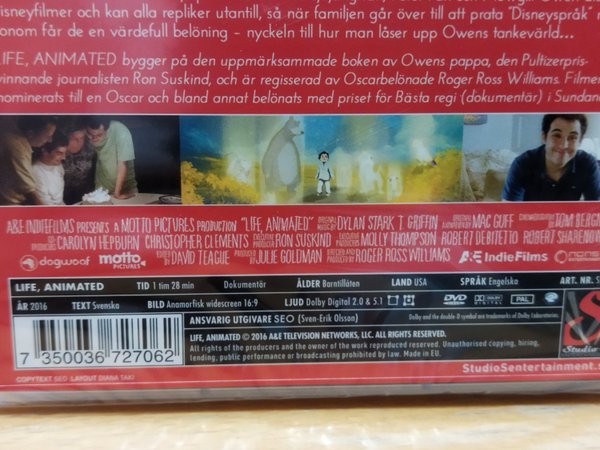 Disneyfilmer och kan alla repliker utantill, så när familjen går över till att prata "Disneyspråk"
onom får de en värdefull belöning – nyckeln till hur man låser upp Owens tankevärld...
LIFE, ANIMATED bygger på den uppmärksammade boken av Owens pappa, den Pulitzerpris-
vinnande journalisten Ron Suskind, och är regisserad av Oscarbelönade Roger Ross Williams. Filmen
nominerats till en Oscar och bland annat belönats med priset för Bästa regi (dokumentär) i Sundanc
A&E INDIEFILMS PRESENTS A MOTTO PICTURES PRODUCTION "LIFE, ANIMATED" DYLAN STARK T. GRIFFIN MAC GUFF TOM BERGM
CAROLYN HEPBURN CHRISTOPHER CLEMENTS RON SUSKIND MOLLY THOMPSON ROBERT DEBITETTO ROBERT SHARENOW
dogwoof motto PICTURES DAVID TEAGUE JULIE GOLDMAN ROGER ROSS WILLIAMS A&E IndieFilms
LIFE, ANIMATED TID 1 tim 28 min Dokumentär ÅLDER Barntillåten LAND USA SPRÅK Engelska ART. NR. S
ÅR 2016 TEXT Svenska BILD Anamorfisk widescreen 16:9 LJUD Dolby Digital 2.0 & 5.1 DVD DOLBY DIGITAL PAL
ANSVARIG UTGIVARE SEO (Sven-Erik Olsson) Dolby and the double D symbol are trademarks of Dolby Laboratories.
LIFE, ANIMATED © 2016 A&E TELEVISION NETWORKS, LLC. ALL RIGHTS RESERVED.
All rights of the producers and the owner of the work reproduced reserved. Unauthorised copying, hiring,
lending, public performance or broadcasting prohibited by law. Made in EU.
7 350036 727062
S
Studio
COPYTEXT SEO LAYOUT DIANA TAKI
StudioSentertainment.s